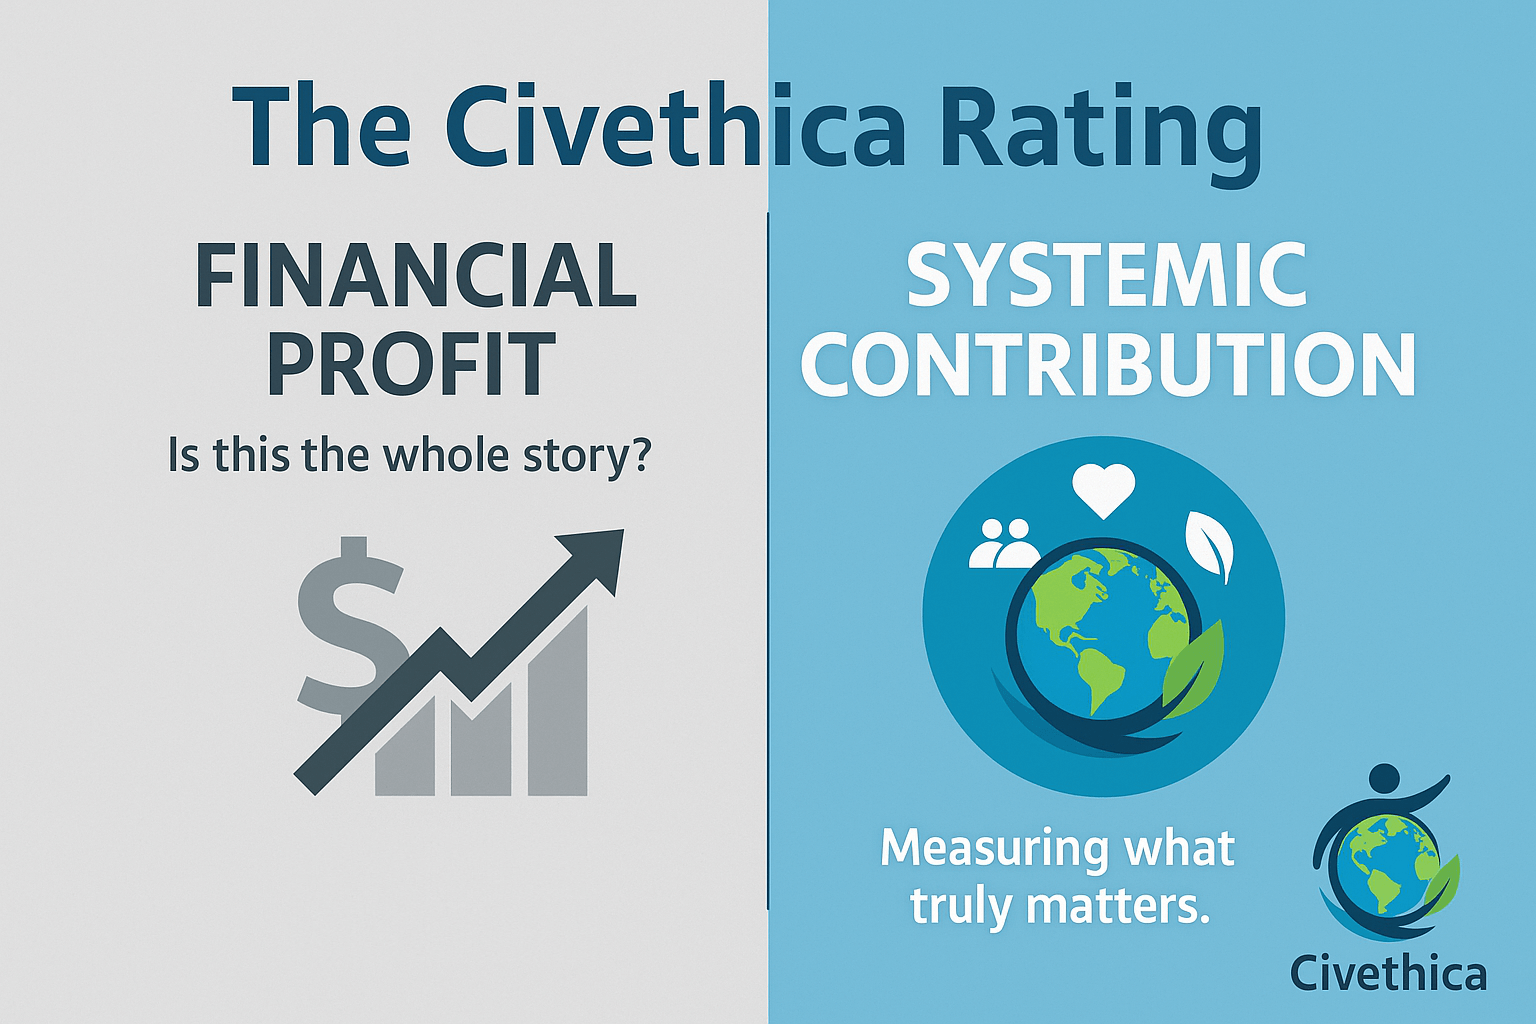 The Civethica Rating
FINANCIAL
PROFIT
Is this the whole story?
$
SYSTEMIC
CONTRIBUTION
Measuring what
truly matters.
Civethica